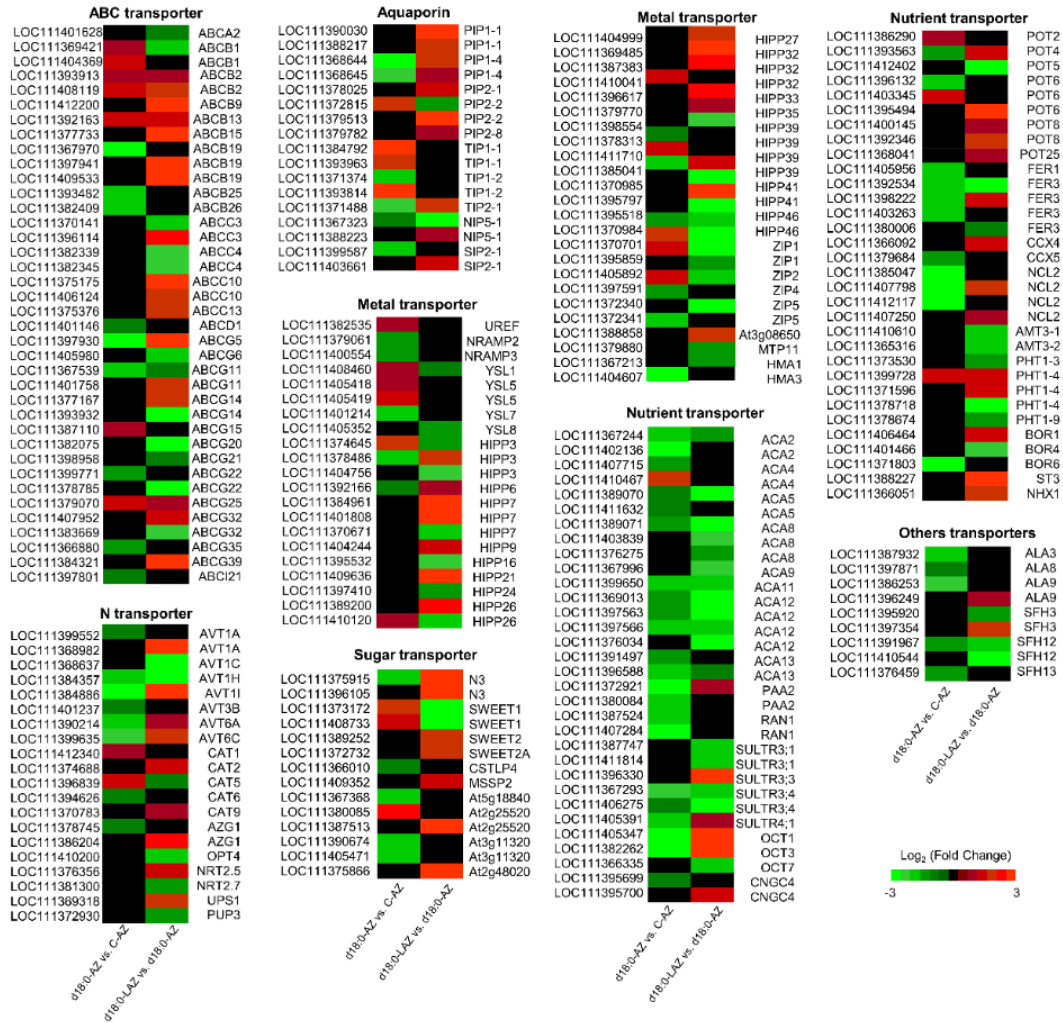 ABC transporter
LOC111401628 ABCA2
LOC111369421 ABCB1
LOC111404369 ABCB1
LOC111393913 ABCB2
LOC111408119 ABCB2
LOC111412200 ABCB9
LOC111392163 ABCB13
LOC111377733 ABCB15
LOC111367970 ABCB19
LOC111397941 ABCB19
LOC111409533 ABCB19
LOC111393482 ABCB25
LOC111382409 ABCB26
LOC111370141 ABCC3
LOC111396114 ABCC3
LOC111382339 ABCC4
LOC111382345 ABCC4
LOC111375175 ABCC10
LOC111406124 ABCC10
LOC111375376 ABCC13
LOC111401146 ABCD1
LOC111397930 ABCG5
LOC111405980 ABCG6
LOC111367539 ABCG11
LOC111401758 ABCG11
LOC111377167 ABCG14
LOC111393932 ABCG14
LOC111387110 ABCG15
LOC111382075 ABCG20
LOC111398958 ABCG21
LOC111399771 ABCG22
LOC111378785 ABCG22
LOC111379070 ABCG25
LOC111407952 ABCG32
LOC111383669 ABCG32
LOC111366880 ABCG35
LOC111384321 ABCG39
LOC111397801 ABCI21
N transporter
LOC111399552 AVT1A
LOC111368982 AVT1A
LOC111368637 AVT1C
LOC111384357 AVT1H
LOC111384886 AVT1I
LOC111401237 AVT3B
LOC111390214 AVT6A
LOC111399635 AVT6C
LOC111412340 CAT1
LOC111374688 CAT2
LOC111396839 CAT5
LOC111394626 CAT6
LOC111370783 CAT9
LOC111378745 AZG1
LOC111386204 AZG1
LOC111410200 OPT4
LOC111376356 NRT2.5
LOC111381300 NRT2.7
LOC111369318 UPS1
LOC111372930 PUP3
d18:0-AZ vs. C-AZ
d18:0-LAZ vs. d18:0-AZ
Aquaporin
LOC111390030 PIP1-1
LOC111388217 PIP1-1
LOC111368644 PIP1-4
LOC111368645 PIP1-4
LOC111378025 PIP2-1
LOC111372815 PIP2-2
LOC111379513 PIP2-2
LOC111379782 PIP2-8
LOC111384792 TIP1-1
LOC111393963 TIP1-1
LOC111371374 TIP1-2
LOC111393814 TIP1-2
LOC111371488 TIP2-1
LOC111367323 NIP5-1
LOC111388223 NIP5-1
LOC111399587 SIP2-1
LOC111403661 SIP2-1
Metal transporter
LOC111382535 UREF
LOC111379061 NRAMP2
LOC111400554 NRAMP3
LOC111408460 YSL1
LOC111405418 YSL5
LOC111405419 YSL5
LOC111401214 YSL7
LOC111405352 YSL8
LOC111374645 HIPP3
LOC111378486 HIPP3
LOC111404756 HIPP3
LOC111392166 HIPP6
LOC111384961 HIPP7
LOC111401808 HIPP7
LOC111370671 HIPP7
LOC111404244 HIPP9
LOC111395532 HIPP16
LOC111409636 HIPP21
LOC111397410 HIPP24
LOC111389200 HIPP26
LOC111410120 HIPP26
Sugar transporter
LOC111375915 N3
LOC111396105 N3
LOC111373172 SWEET1
LOC111408733 SWEET1
LOC111389252 SWEET2
LOC111372732 SWEET2A
LOC111366010 CSTLP4
LOC111409352 MSSP2
LOC111367368 At5g18840
LOC111380085 At2g25520
LOC111387513 At2g25520
LOC111390674 At3g11320
LOC111405471 At3g11320
LOC111375866 At2g48020
d18:0-AZ vs. C-AZ
d18:0-LAZ vs. d18:0-AZ
Metal transporter
LOC111404999 HIPP27
LOC111369485 HIPP32
LOC111387383 HIPP32
LOC111410041 HIPP32
LOC111396617 HIPP33
LOC111379770 HIPP35
LOC111398554 HIPP39
LOC111378313 HIPP39
LOC111411710 HIPP39
LOC111385041 HIPP39
LOC111370985 HIPP41
LOC111395797 HIPP41
LOC111395518 HIPP46
LOC111370984 HIPP46
LOC111370701 ZIP1
LOC111395859 ZIP1
LOC111405892 ZIP2
LOC111397591 ZIP4
LOC111372340 ZIP5
LOC111372341 ZIP5
LOC111388858 At3g08650
LOC111379880 MTP11
LOC111367213 HMA1
LOC111404607 HMA3
Nutrient transporter
LOC111367244 ACA2
LOC111402136 ACA2
LOC111407715 ACA4
LOC111410467 ACA4
LOC111389070 ACA5
LOC111411632 ACA5
LOC111389071 ACA8
LOC111403839 ACA8
LOC111376275 ACA8
LOC111367996 ACA9
LOC111399650 ACA11
LOC111369013 ACA12
LOC111397563 ACA12
LOC111397566 ACA12
LOC111376034 ACA12
LOC111391497 ACA13
LOC111396588 ACA13
LOC111372921 PAA2
LOC111380084 PAA2
LOC111387524 RAN1
LOC111407284 RAN1
LOC111387747 SULTR3;1
LOC111411814 SULTR3;1
LOC111396330 SULTR3;3
LOC111367293 SULTR3;4
LOC111406275 SULTR3;4
LOC111405391 SULTR4;1
LOC111405347 OCT1
LOC111382262 OCT3
LOC111366335 OCT7
LOC111395699 CNGC4
LOC111395700 CNGC4
d18:0-AZ vs. C-AZ
d18:0-LAZ vs. d18:0-AZ
Nutrient transporter
LOC111386290 POT2
LOC111393563 POT4
LOC111412402 POT5
LOC111396132 POT6
LOC111403345 POT6
LOC111395494 POT6
LOC111400145 POT8
LOC111392346 POT8
LOC111368041 POT25
LOC111405956 FER1
LOC111392534 FER3
LOC111398222 FER3
LOC111403263 FER3
LOC111380006 FER3
LOC111366092 CCX4
LOC111379684 CCX5
LOC111385047 NCL2
LOC111407798 NCL2
LOC111412117 NCL2
LOC111407250 NCL2
LOC111410610 AMT3-1
LOC111365316 AMT3-2
LOC111373530 PHT1-3
LOC111399728 PHT1-4
LOC111371596 PHT1-4
LOC111378718 PHT1-4
LOC111378674 PHT1-9
LOC111406464 BOR1
LOC111401466 BOR4
LOC111371803 BOR6
LOC111388227 ST3
LOC111366051 NHX1
Others transporters
LOC111387932 ALA3
LOC111397871 ALA8
LOC111386253 ALA9
LOC111396249 ALA9
LOC111395920 SFH3
LOC111397354 SFH3
LOC111391967 SFH12
LOC111410544 SFH12
LOC111376459 SFH13
d18:0-AZ vs. C-AZ
d18:0-LAZ vs. d18:0-AZ
Log2 (Fold Change)
-3 3